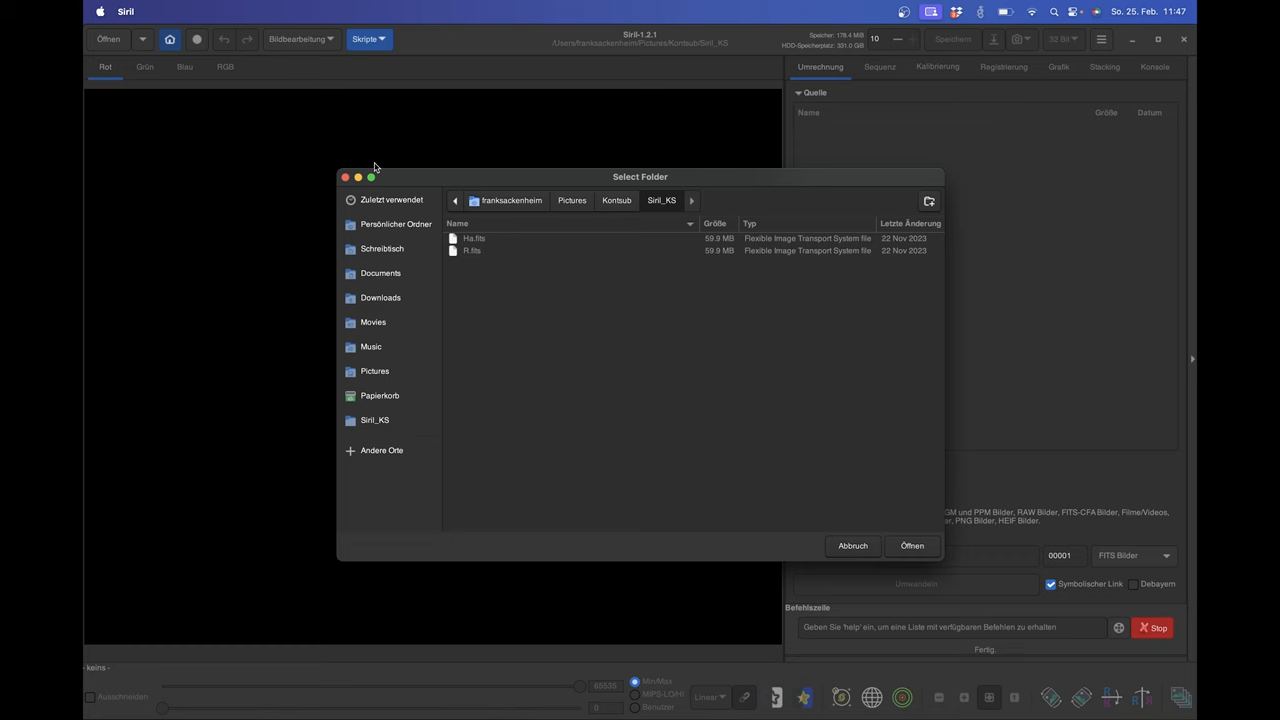 Siril
So. 25. Feb. 11:47
Öffnen
Bildbearbeitung
Skripte
Siril-1.2.1
/Users/franksackenheim/Pictures/Kontsub/Siril_KS
Speicher: 178.4 MiB
HDD-Speicherplatz: 331.0 GiB
10
Speichern
32 Bit
Rot
Grün
Blau
RGB
Umrechnung
Sequenz
Kalibrierung
Registrierung
Grafik
Stacking
Konsole
Quelle
Name
Größe
Datum
Select Folder
Zuletzt verwendet
Persönlicher Ordner
Schreibtisch
Documents
Downloads
Movies
Music
Pictures
Papierkorb
Siril_KS
Andere Orte
franksackenheim
Pictures
Kontsub
Siril_KS
Name
Größe
Typ
Letzte Änderung
Ha.fits
59.9 MB
Flexible Image Transport System file
22 Nov 2023
R.fits
59.9 MB
Flexible Image Transport System file
22 Nov 2023
Abbruch
Öffnen
GM und PPM Bilder, RAW Bilder, FITS-CFA Bilder, Filme/Videos,
, PNG Bilder, HEIF Bilder.
00001
FITS Bilder
Umwandeln
Symbolischer Link
Debayern
Befehlszeile
Geben Sie 'help' ein, um eine Liste mit verfügbaren Befehlen zu erhalten
Stop
Fertig.
- keins -
Ausschneiden
65535
0
Min/Max
MIPS-LO/HI
Benutzer
Linear
1